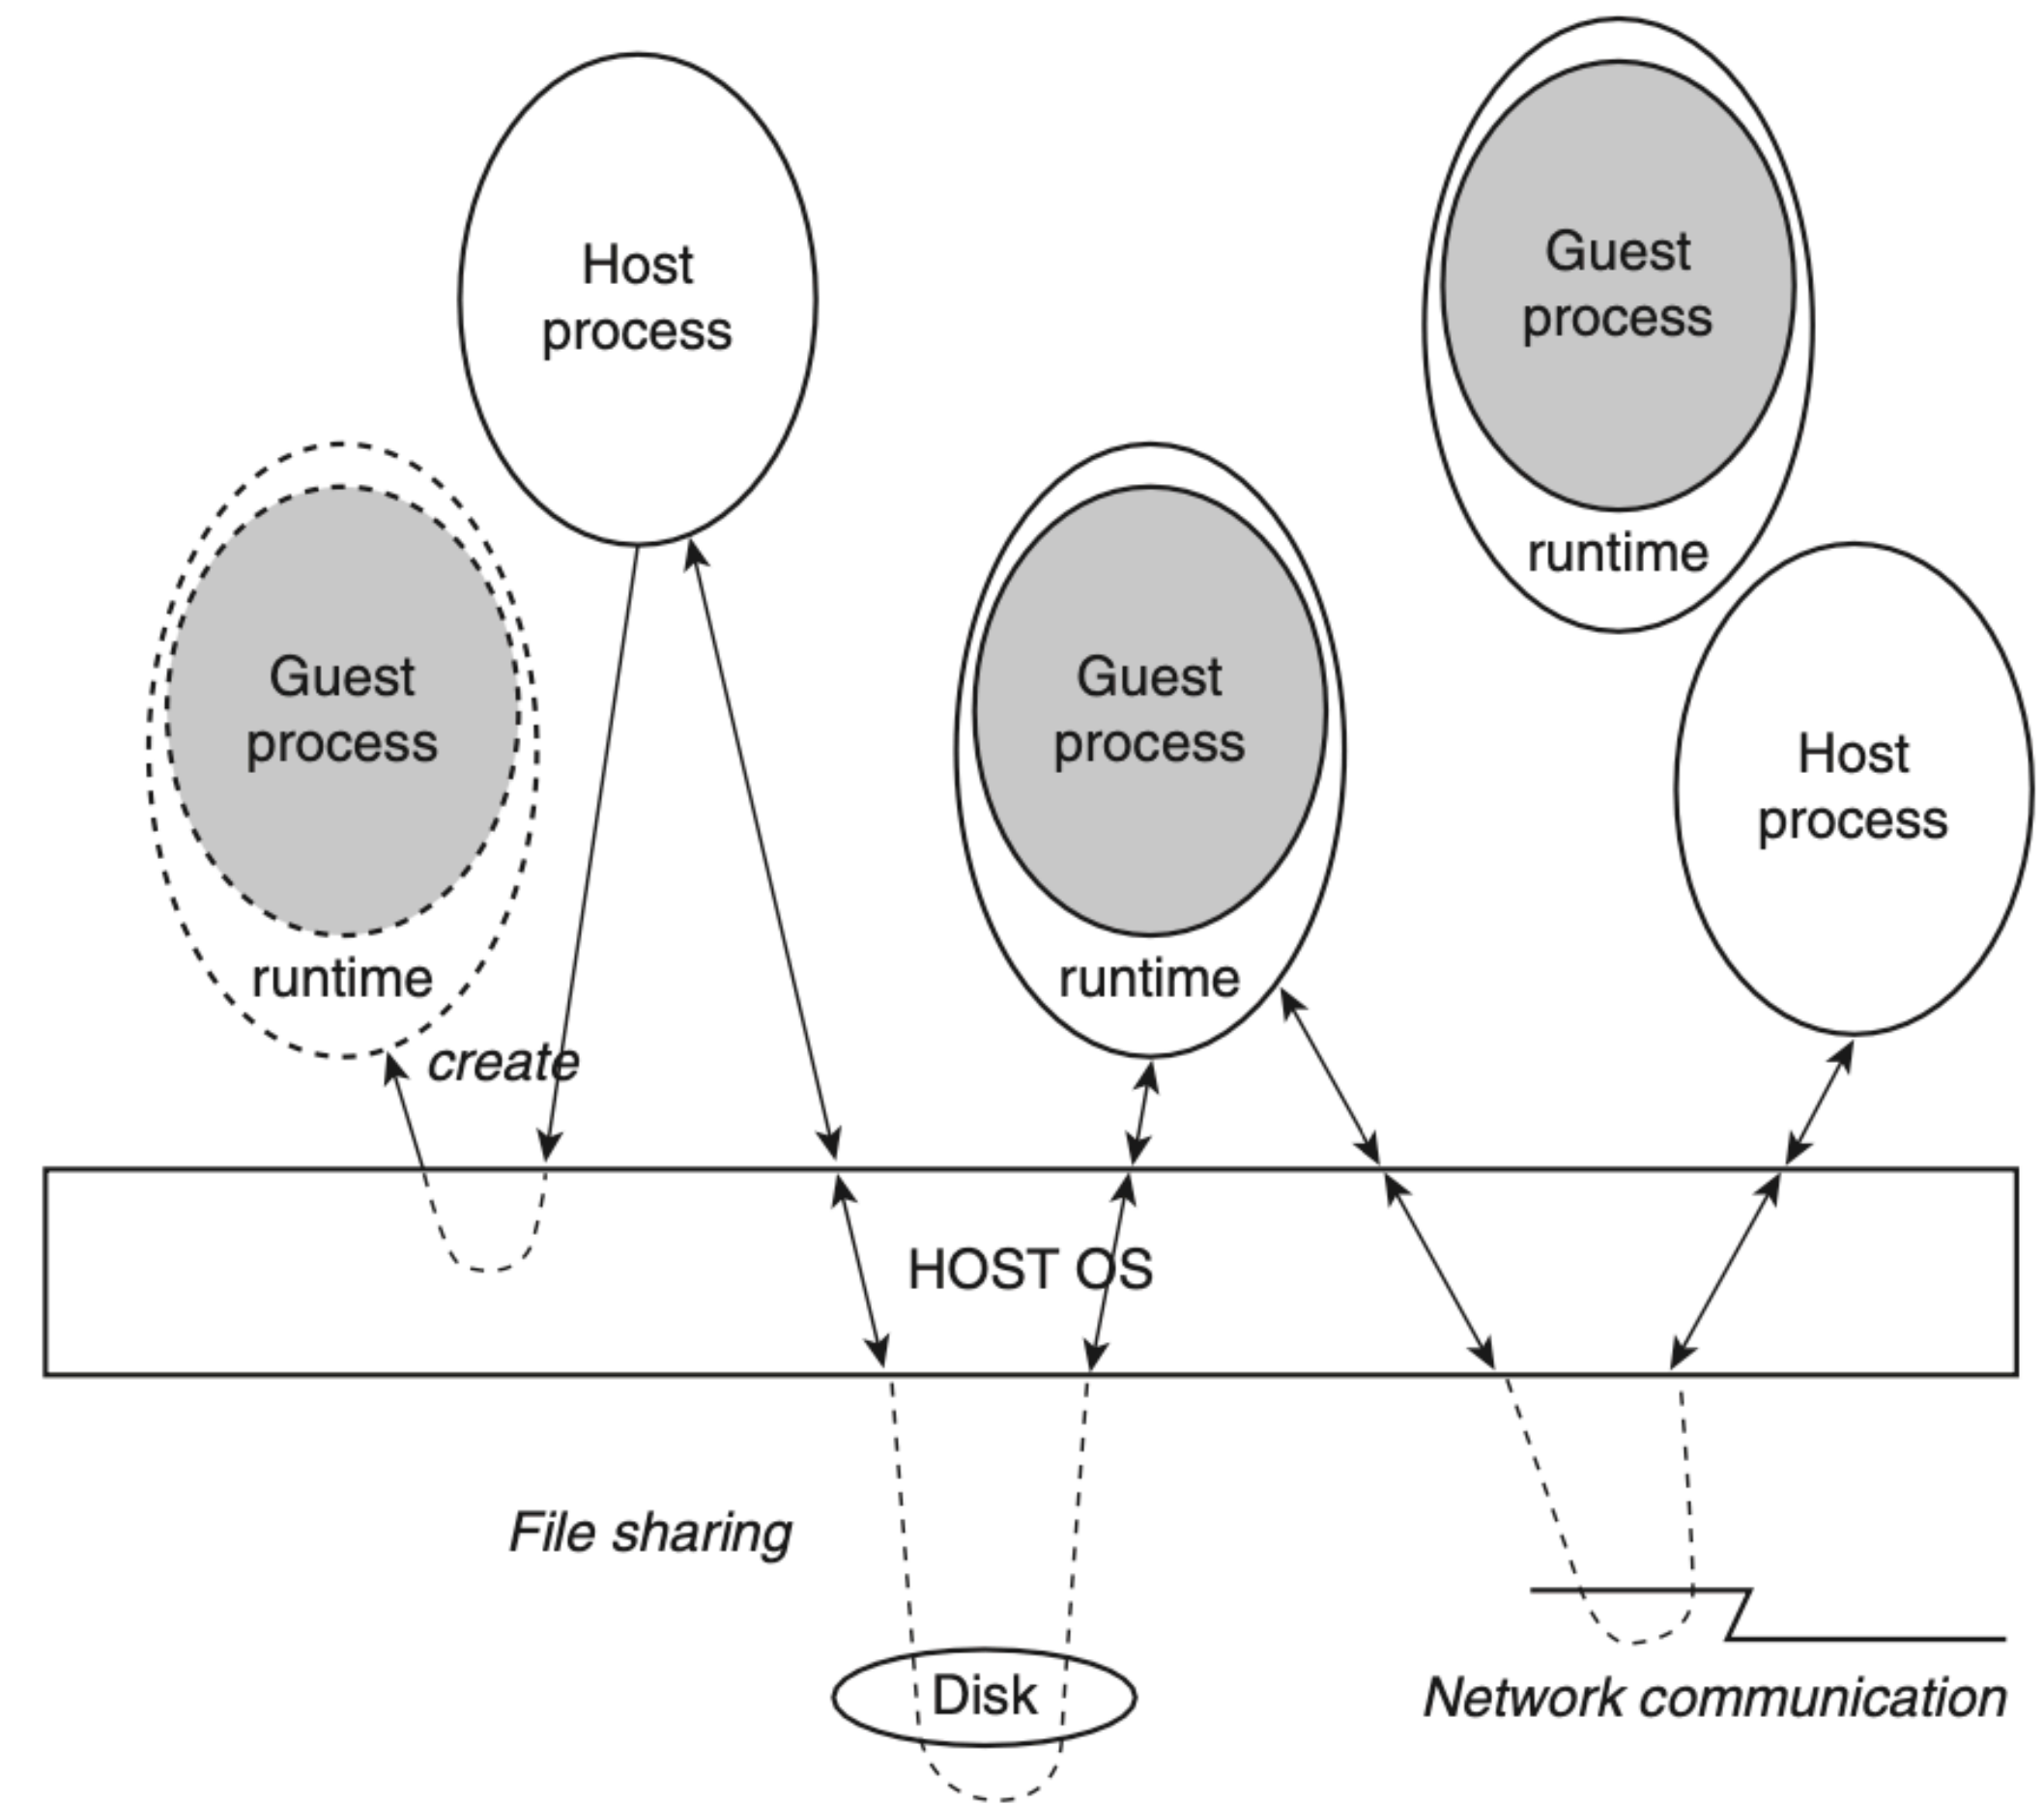 Host
process
Guest
process
runtime
Guest
process
runtime
create
Guest
process
runtime
Host
process
HOST OS
File sharing
Disk
Network communication